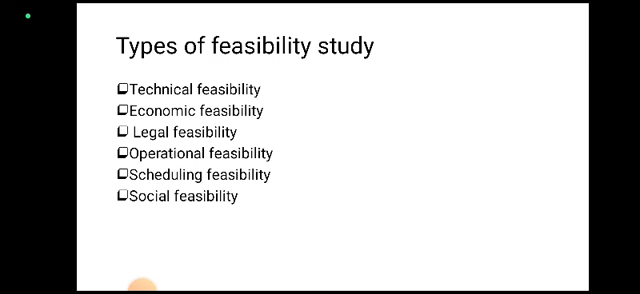 Types of feasibility study
❑Technical feasibility
❑Economic feasibility
❑ Legal feasibility
❑Operational feasibility
❑Scheduling feasibility
❑Social feasibility